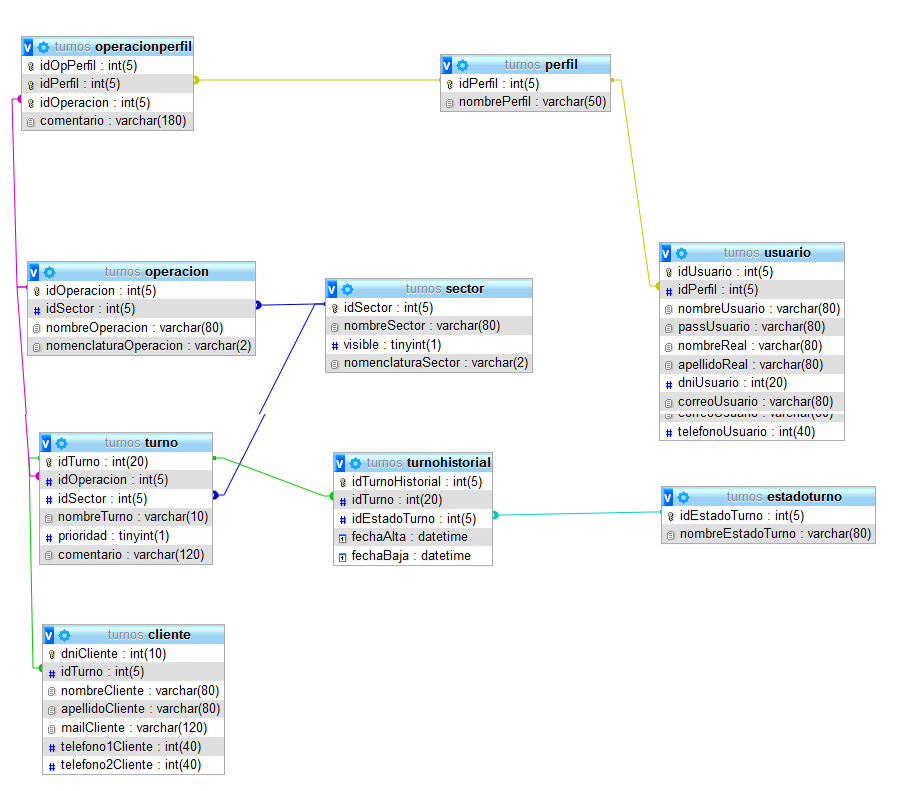 v turnos operacionperfil
idOpPerfil : int(5)
idPerfil : int(5)
idOperacion : int(5)
comentario : varchar(180)
v turnos perfil
idPerfil : int(5)
nombrePerfil : varchar(50)
v turnos usuario
idUsuario : int(5)
idPerfil : int(5)
nombreUsuario : varchar(80)
passUsuario : varchar(80)
nombreReal : varchar(80)
apellidoReal : varchar(80)
dniUsuario : int(20)
correoUsuario : varchar(80)
correoUsuario : varchar(80)
telefonoUsuario : int(40)
v turnos operacion
idOperacion : int(5)
idSector : int(5)
nombreOperacion : varchar(80)
nomenclaturaOperacion : varchar(2)
v turnos sector
idSector : int(5)
nombreSector : varchar(80)
visible : tinyint(1)
nomenclaturaSector : varchar(2)
v turnos turno
idTurno : int(20)
idOperacion : int(5)
idSector : int(5)
nombreTurno : varchar(10)
prioridad : tinyint(1)
comentario : varchar(120)
v turnos turnohistorial
idTurnoHistorial : int(5)
idTurno : int(20)
idEstadoTurno : int(5)
fechaAlta : datetime
fechaBaja : datetime
v turnos estadoturno
idEstadoTurno : int(5)
nombreEstadoTurno : varchar(80)
v turnos cliente
dniCliente : int(10)
idTurno : int(5)
nombreCliente : varchar(80)
apellidoCliente : varchar(80)
mailCliente : varchar(120)
telefono1Cliente : int(40)
telefono2Cliente : int(40)